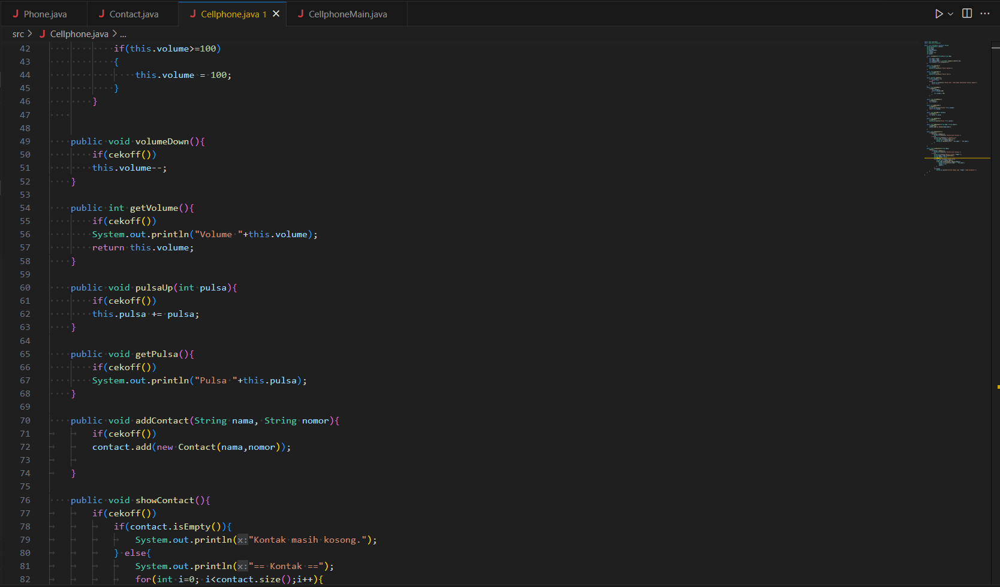 J Phone.java J Contact.java J Cellphone.java 1 J CellphoneMain.java
src > J Cellphone.java > ...
42 if(this.volume>=100)
43 {
44 this.volume = 100;
45 }
46 }
47
48
49 public void volumeDown(){
50 if(cekoff())
51 this.volume--;
52 }
53
54 public int getVolume(){
55 if(cekoff())
56 System.out.println("Volume "+this.volume);
57 return this.volume;
58 }
59
60 public void pulsaUp(int pulsa){
61 if(cekoff())
62 this.pulsa += pulsa;
63 }
64
65 public void getPulsa(){
66 if(cekoff())
67 System.out.println("Pulsa "+this.pulsa);
68 }
69
70 public void addContact(String nama, String nomor){
71 if(cekoff())
72 contact.add(new Contact(nama,nomor));
73
74 }
75
76 public void showContact(){
77 if(cekoff())
78 if(contact.isEmpty()){
79 System.out.println(x:"Kontak masih kosong.");
80 } else{
81 System.out.println(x:"== Kontak ==");
82 for(int i=0; i<contact.size();i++){